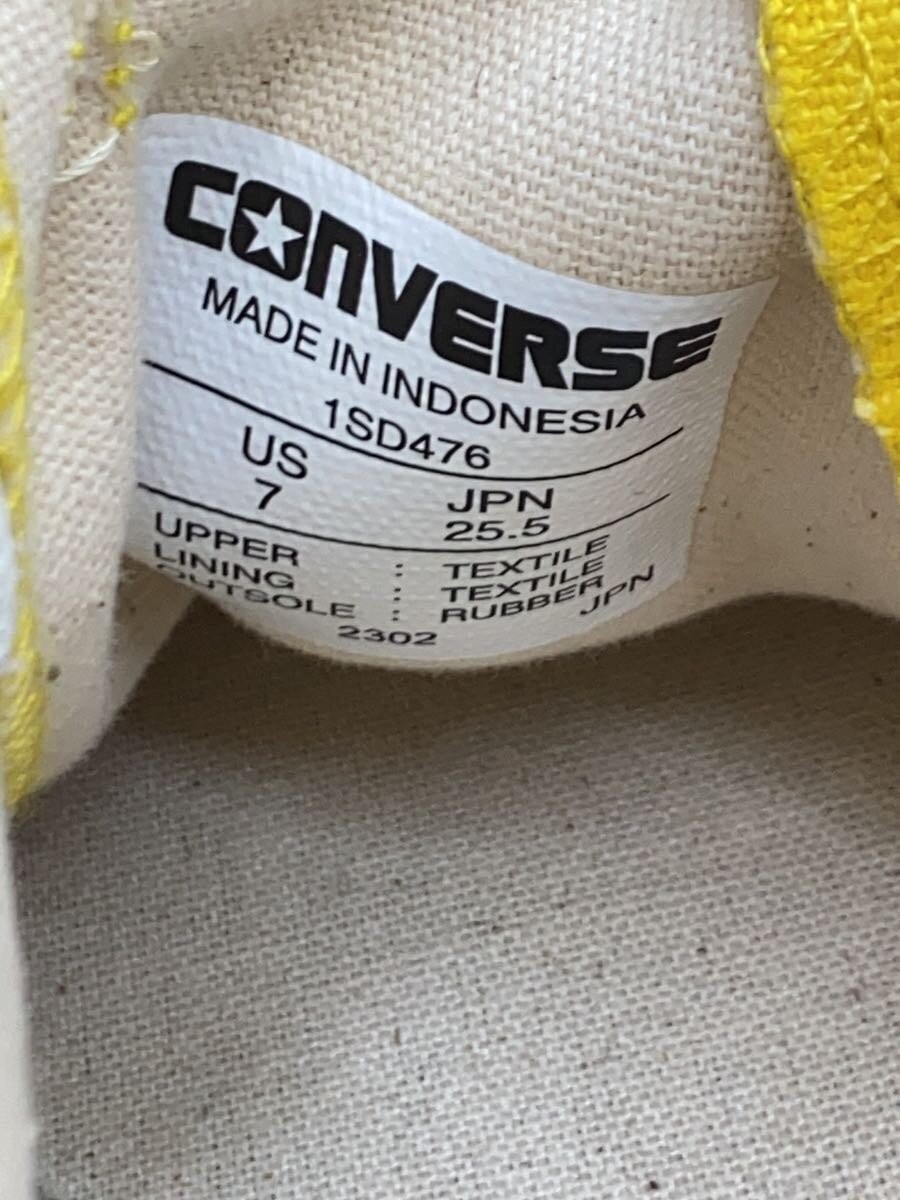 CONVERSE
MADE IN INDONESIA
1SD476
US JPN
7 25.5
UPPER : TEXTILE
LINING : TEXTILE
OUTSOLE : RUBBER
2302 JPN